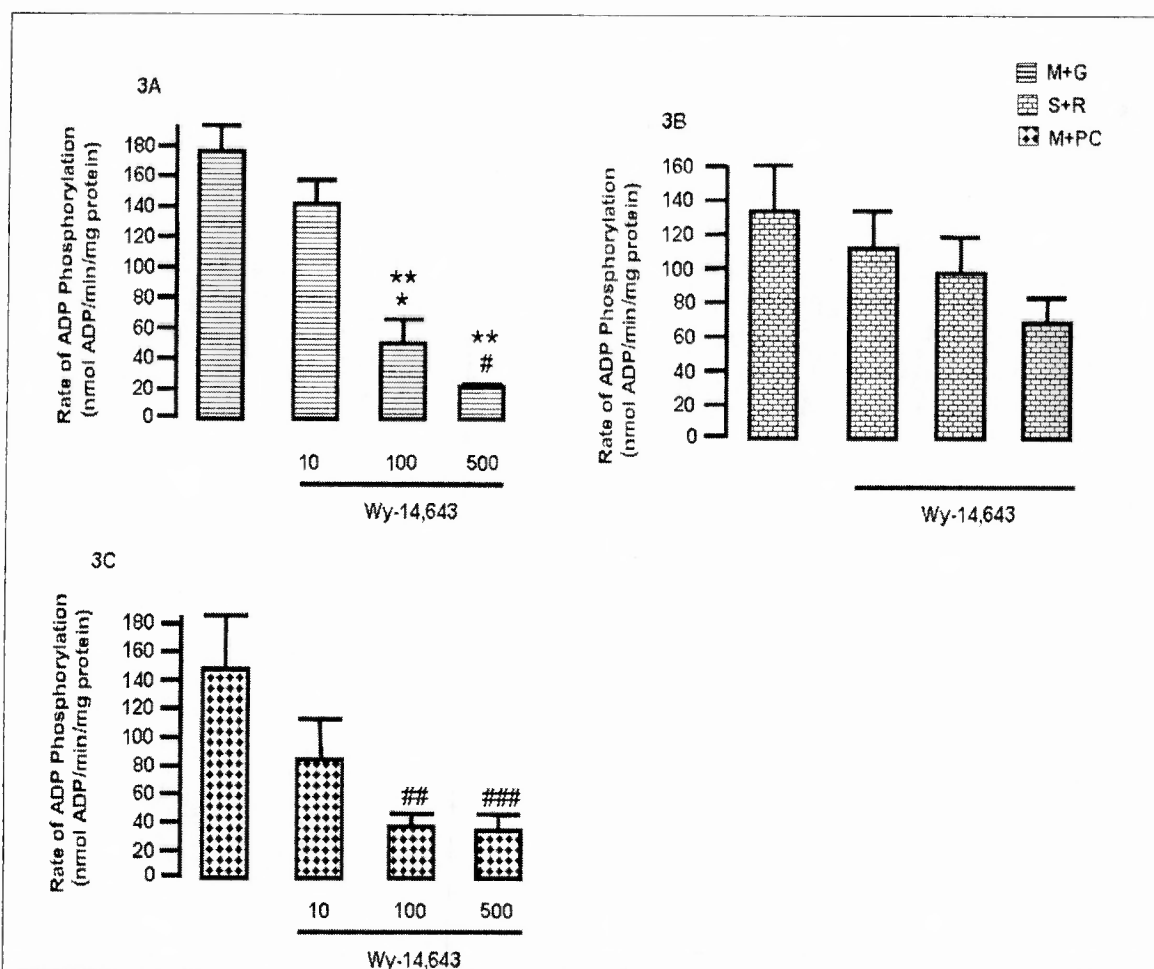 3A
Rate of ADP Phosphorylation
(nmol ADP/min/mg protein)
180
160
140
120
100
80
60
40
20
0
**
*
**
#
10 100 500
Wy-14,643
M+G
S+R
M+PC
3B
Rate of ADP Phosphorylation
(nmol ADP/min/mg protein)
160
140
120
100
80
60
40
20
0
Wy-14,643
3C
Rate of ADP Phosphorylation
(nmol ADP/min/mg protein)
180
160
140
120
100
80
60
40
20
0
## ###
10 100 500
Wy-14,643